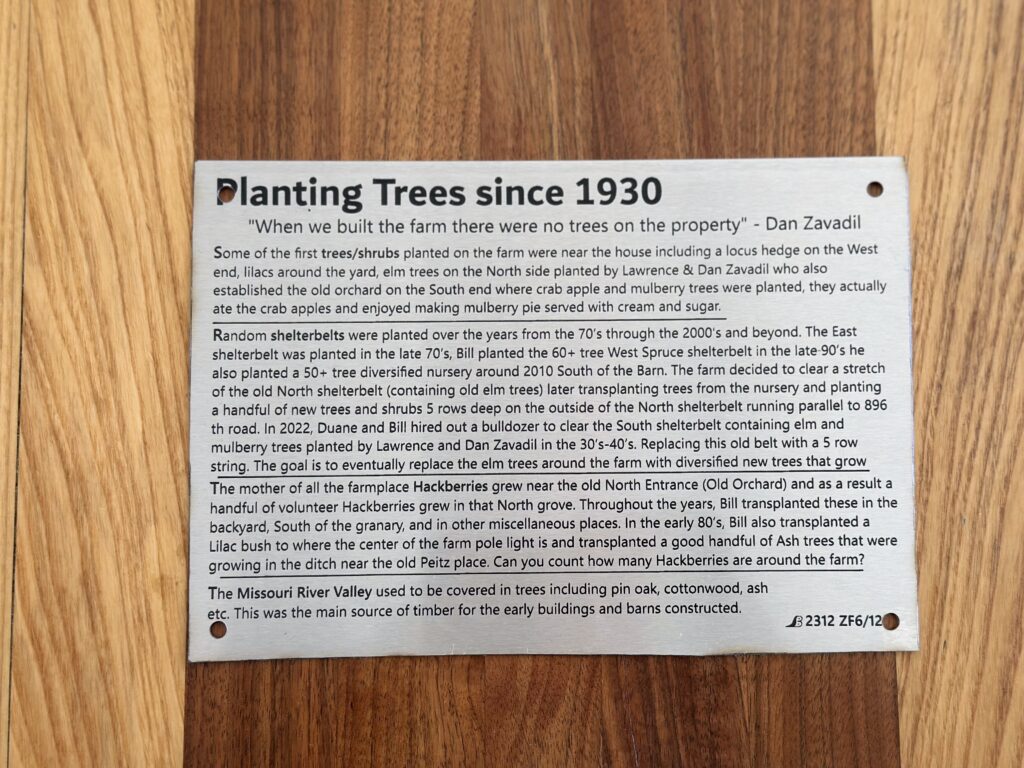 Planting Trees since 1930
"When we built the farm there were no trees on the property" - Dan Zavadil
Some of the first trees/shrubs planted on the farm were near the house including a locus hedge on the West
end, lilacs around the yard, elm trees on the North side planted by Lawrence & Dan Zavadil who also
established the old orchard on the South end where crab apple and mulberry trees were planted, they actually
ate the crab apples and enjoyed making mulberry pie served with cream and sugar.
Random shelterbelts were planted over the years from the 70's through the 2000's and beyond. The East
shelterbelt was planted in the late 70's, Bill planted the 60+ tree West Spruce shelterbelt in the late 90's he
also planted a 50+ tree diversified nursery around 2010 South of the Barn. The farm decided to clear a stretch
of the old North shelterbelt (containing old elm trees) later transplanting trees from the nursery and planting
a handful of new trees and shrubs 5 rows deep on the outside of the North shelterbelt running parallel to 896
th road. In 2022, Duane and Bill hired out a bulldozer to clear the South shelterbelt containing elm and
mulberry trees planted by Lawrence and Dan Zavadil in the 30's-40's. Replacing this old belt with a 5 row
string. The goal is to eventually replace the elm trees around the farm with diversified new trees that grow
The mother of all the farmplace Hackberries grew near the old North Entrance (Old Orchard) and as a result a
handful of volunteer Hackberries grew in that North grove. Throughout the years, Bill transplanted these in the
backyard, South of the granary, and in other miscellaneous places. In the early 80's, Bill also transplanted a
Lilac bush to where the center of the farm pole light is and transplanted a good handful of Ash trees that were
growing in the ditch near the old Peitz place. Can you count how many Hackberries are around the farm?
The Missouri River Valley used to be covered in trees including pin oak, cottonwood, ash
etc. This was the main source of timber for the early buildings and barns constructed.
2312 ZF6/12